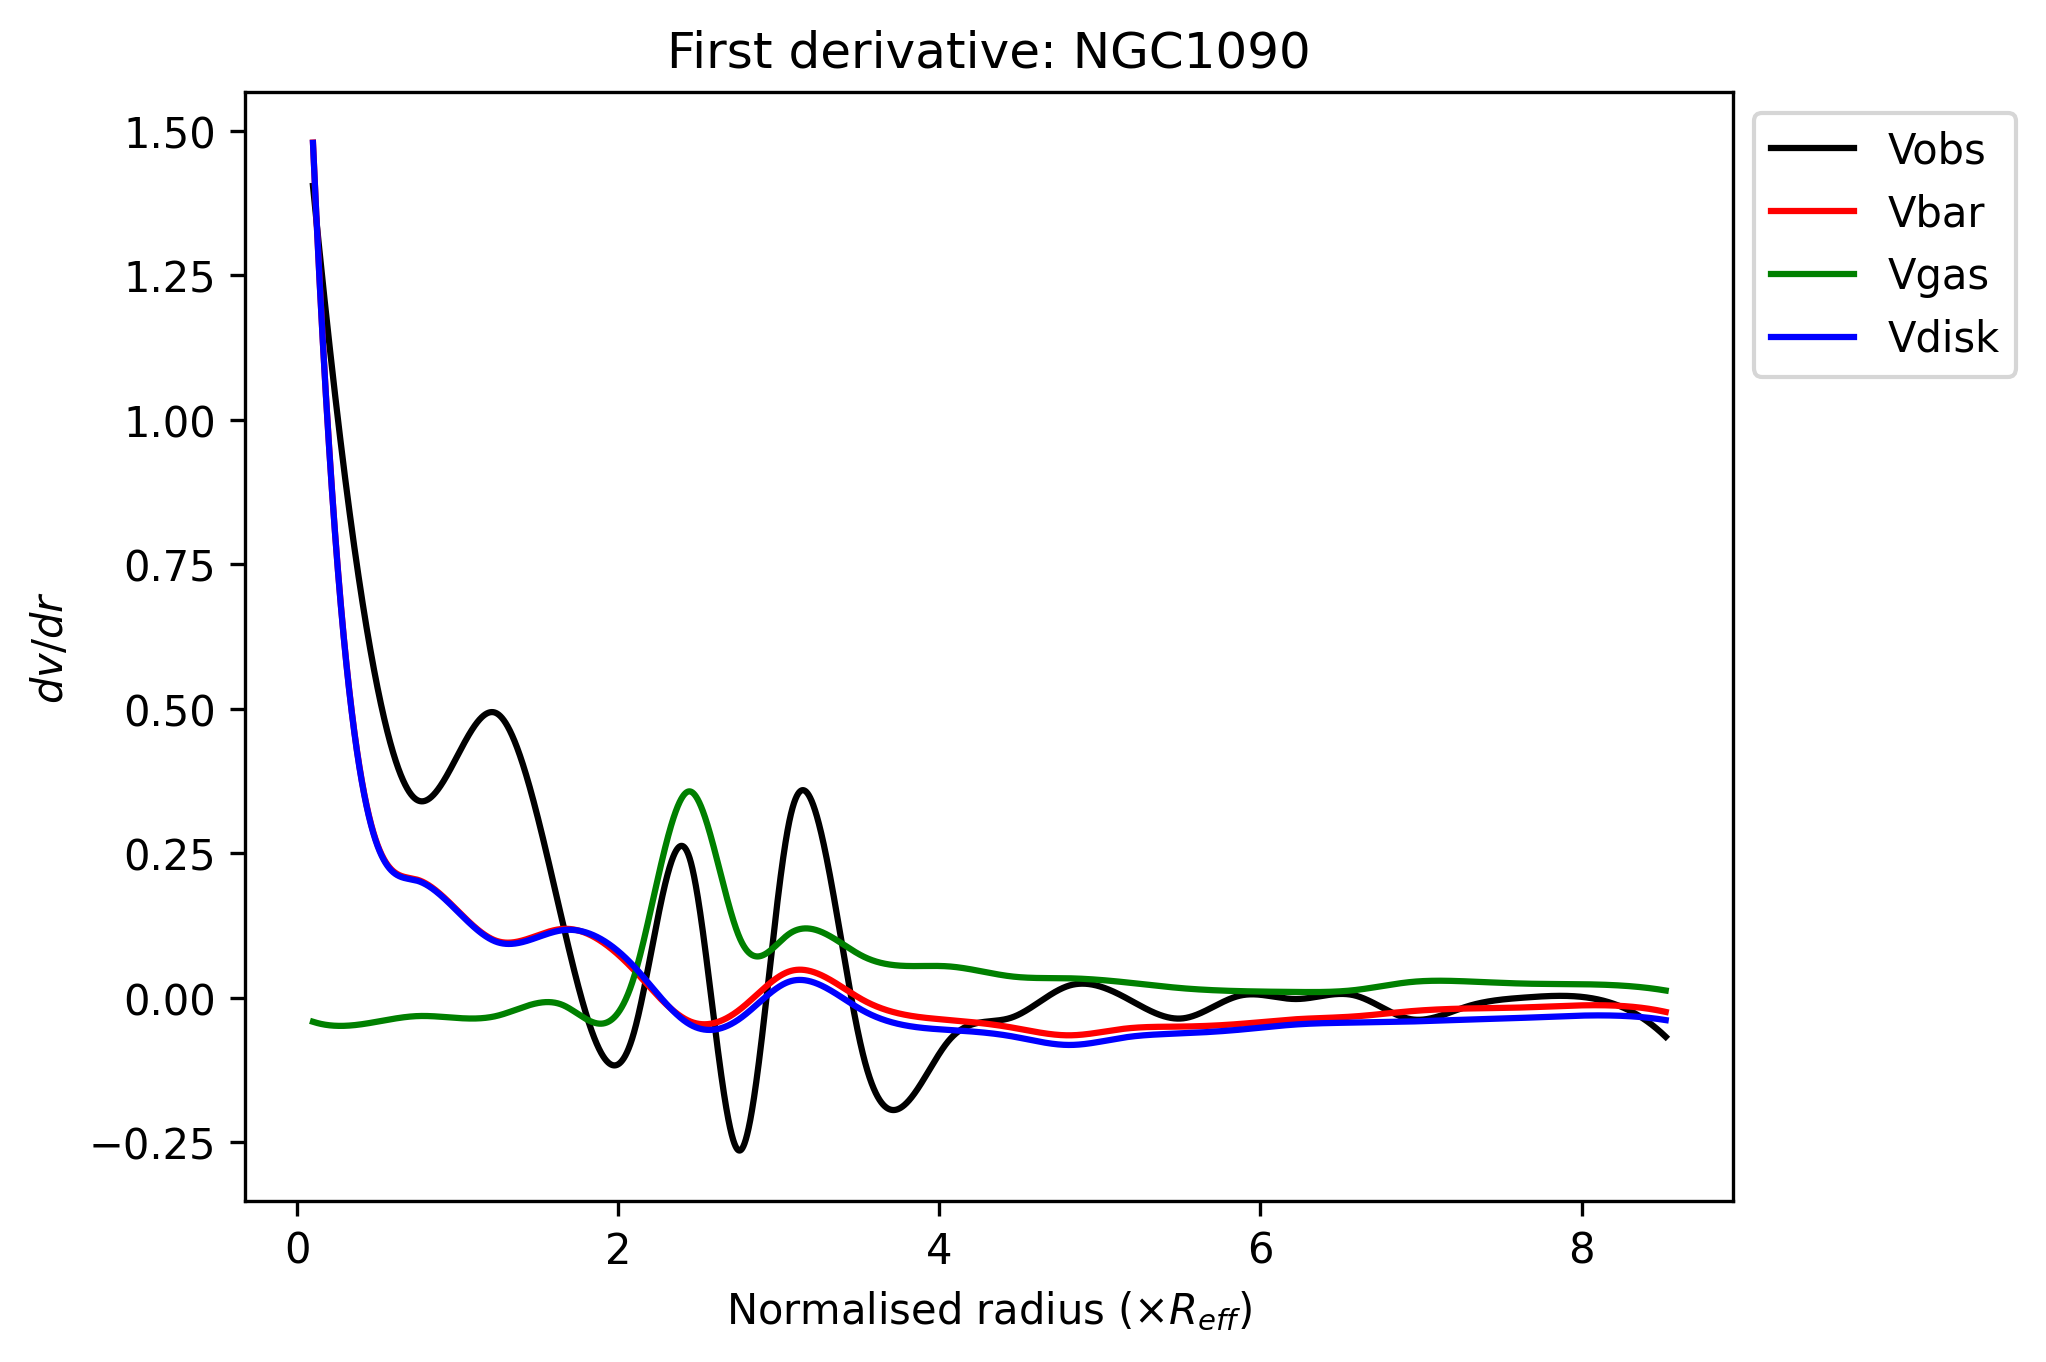 First derivative: NGC1090
1.50
1.25
1.00
0.75
0.50
0.25
0.00
−0.25
dv/dr
0 2 4 6 8
Normalised radius (×R_eff)
Vobs
Vbar
Vgas
Vdisk